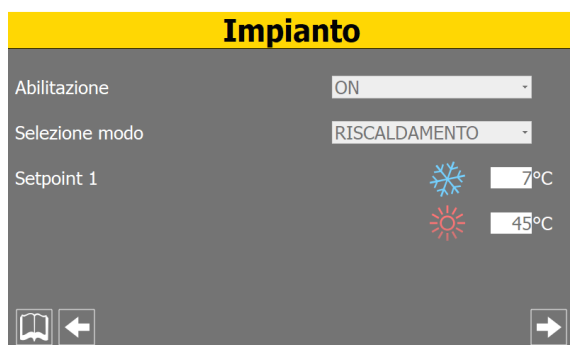 Impianto
Abilitazione ON
Selezione modo RISCALDAMENTO
Setpoint 1 7°C
45°C